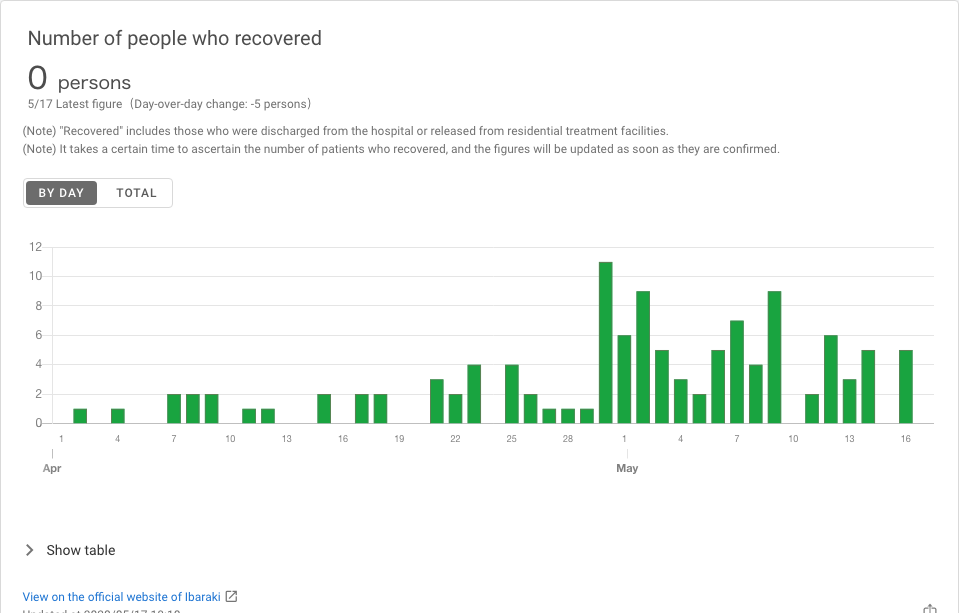 Number of people who recovered
0 persons
5/17 Latest figure (Day-over-day change: -5 persons)
(Note) "Recovered" includes those who were discharged from the hospital or released from residential treatment facilities.
(Note) It takes a certain time to ascertain the number of patients who recovered, and the figures will be updated as soon as they are confirmed.
BY DAY TOTAL
12
10
8
6
4
2
0
1 4 7 10 13 16 19 22 25 28 1 4 7 10 13 16
Apr May
Show table
View on the official website of Ibaraki